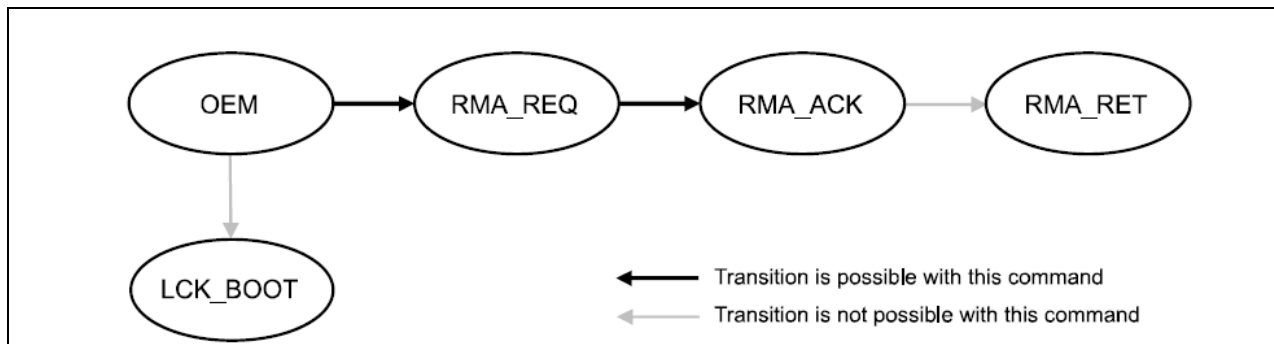 OEM
RMA_REQ
RMA_ACK
RMA_RET
LCK_BOOT
Transition is possible with this command
Transition is not possible with this command